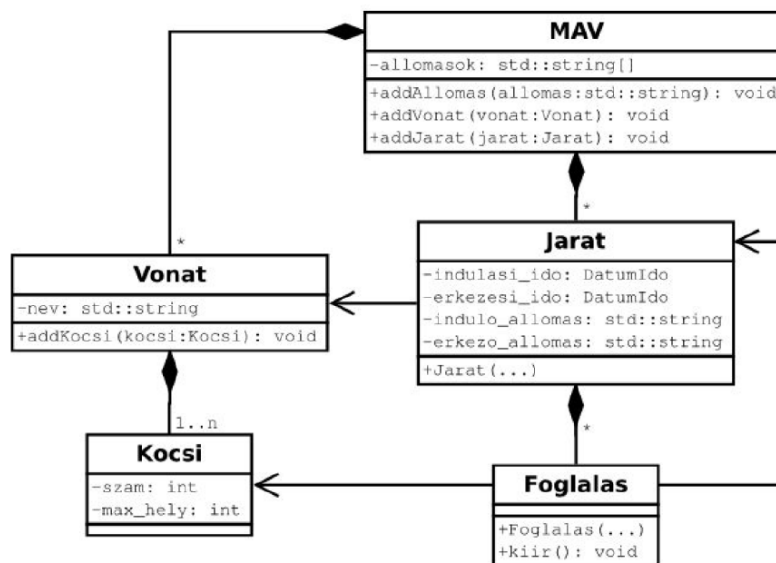 MAV
-allomasok: std::string[]
+addAllomas(allomas:std::string): void
+addVonat(vonat:Vonat): void
+addJarat(jarat:Jarat): void
*
*
Jarat
-indulasi_ido: DatumIdo
-erkezesi_ido: DatumIdo
-indulo_allomas: std::string
-erkezo_allomas: std::string
+Jarat(...)
Vonat
-nev: std::string
+addKocsi(kocsi:Kocsi): void
1..n
*
Kocsi
-szam: int
-max_hely: int
Foglalas
+Foglalas(...)
+kiir(): void